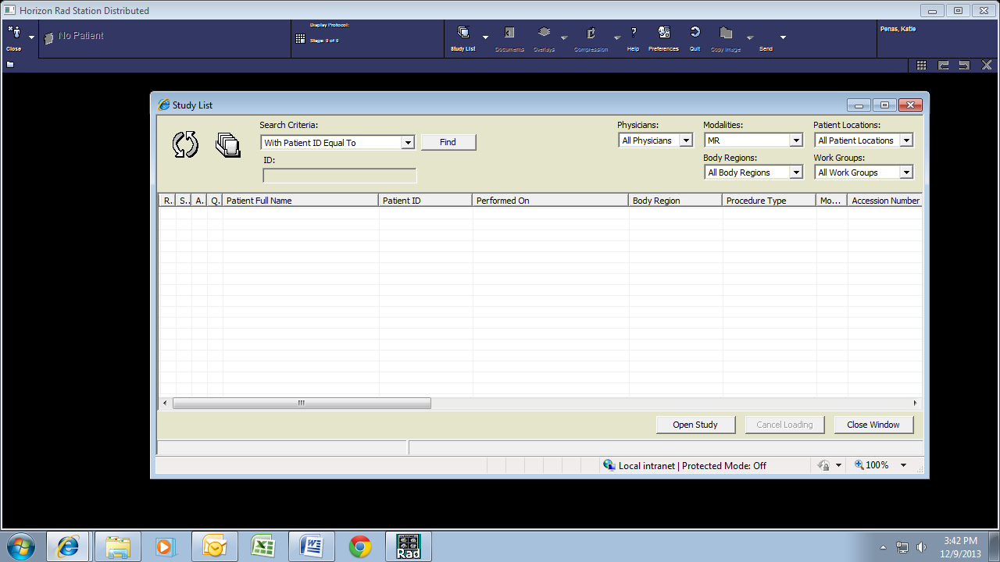 Horizon Rad Station Distributed
Close
No Patient
Display Protocol:
Stage: 0 of 0
Study List
Documents
Overlays
Compression
Help
Preferences
Quit
Copy Image
Send
Penas, Katie
Study List
Search Criteria:
With Patient ID Equal To
Find
ID:
Physicians:
All Physicians
Modalities:
MR
Patient Locations:
All Patient Locations
Body Regions:
All Body Regions
Work Groups:
All Work Groups
R. S.. A. Q. Patient Full Name Patient ID Performed On Body Region Procedure Type Mo... Accession Number
Open Study Cancel Loading Close Window
Local intranet | Protected Mode: Off
100%
Rad
3:42 PM
12/9/2013